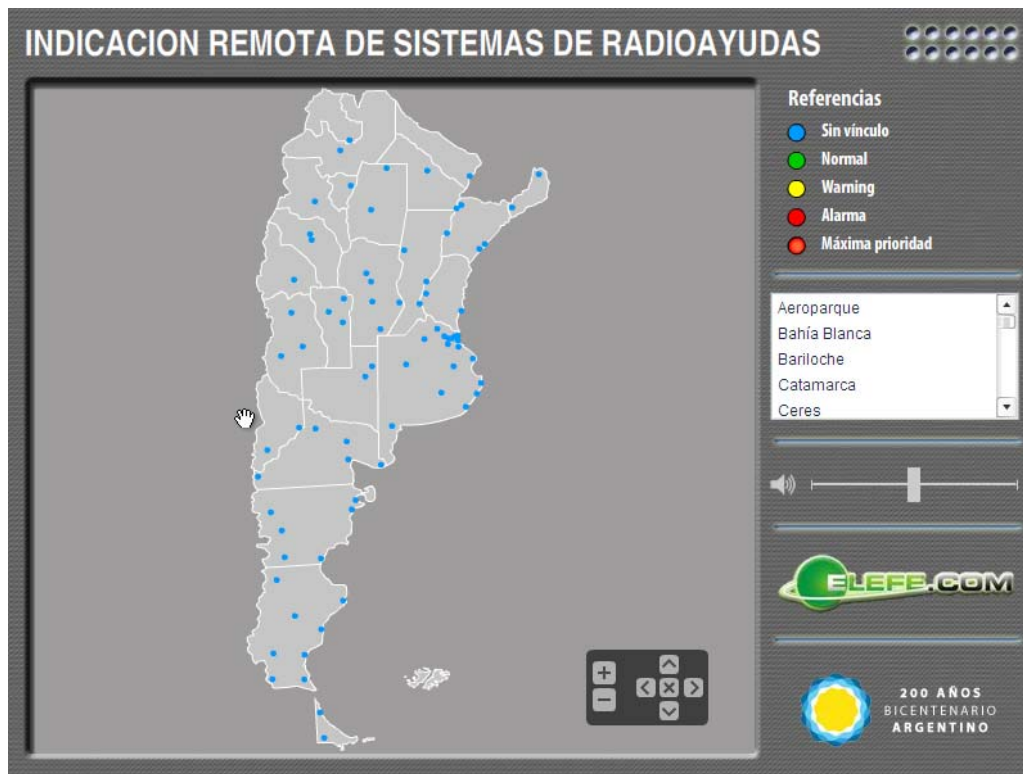 INDICACION REMOTA DE SISTEMAS DE RADIOAYUDAS
Referencias
Sin vínculo
Normal
Warning
Alarma
Máxima prioridad
Aeroparque
Bahía Blanca
Bariloche
Catamarca
Ceres
ELEFE.COM
200 AÑOS
BICENTENARIO
ARGENTINO